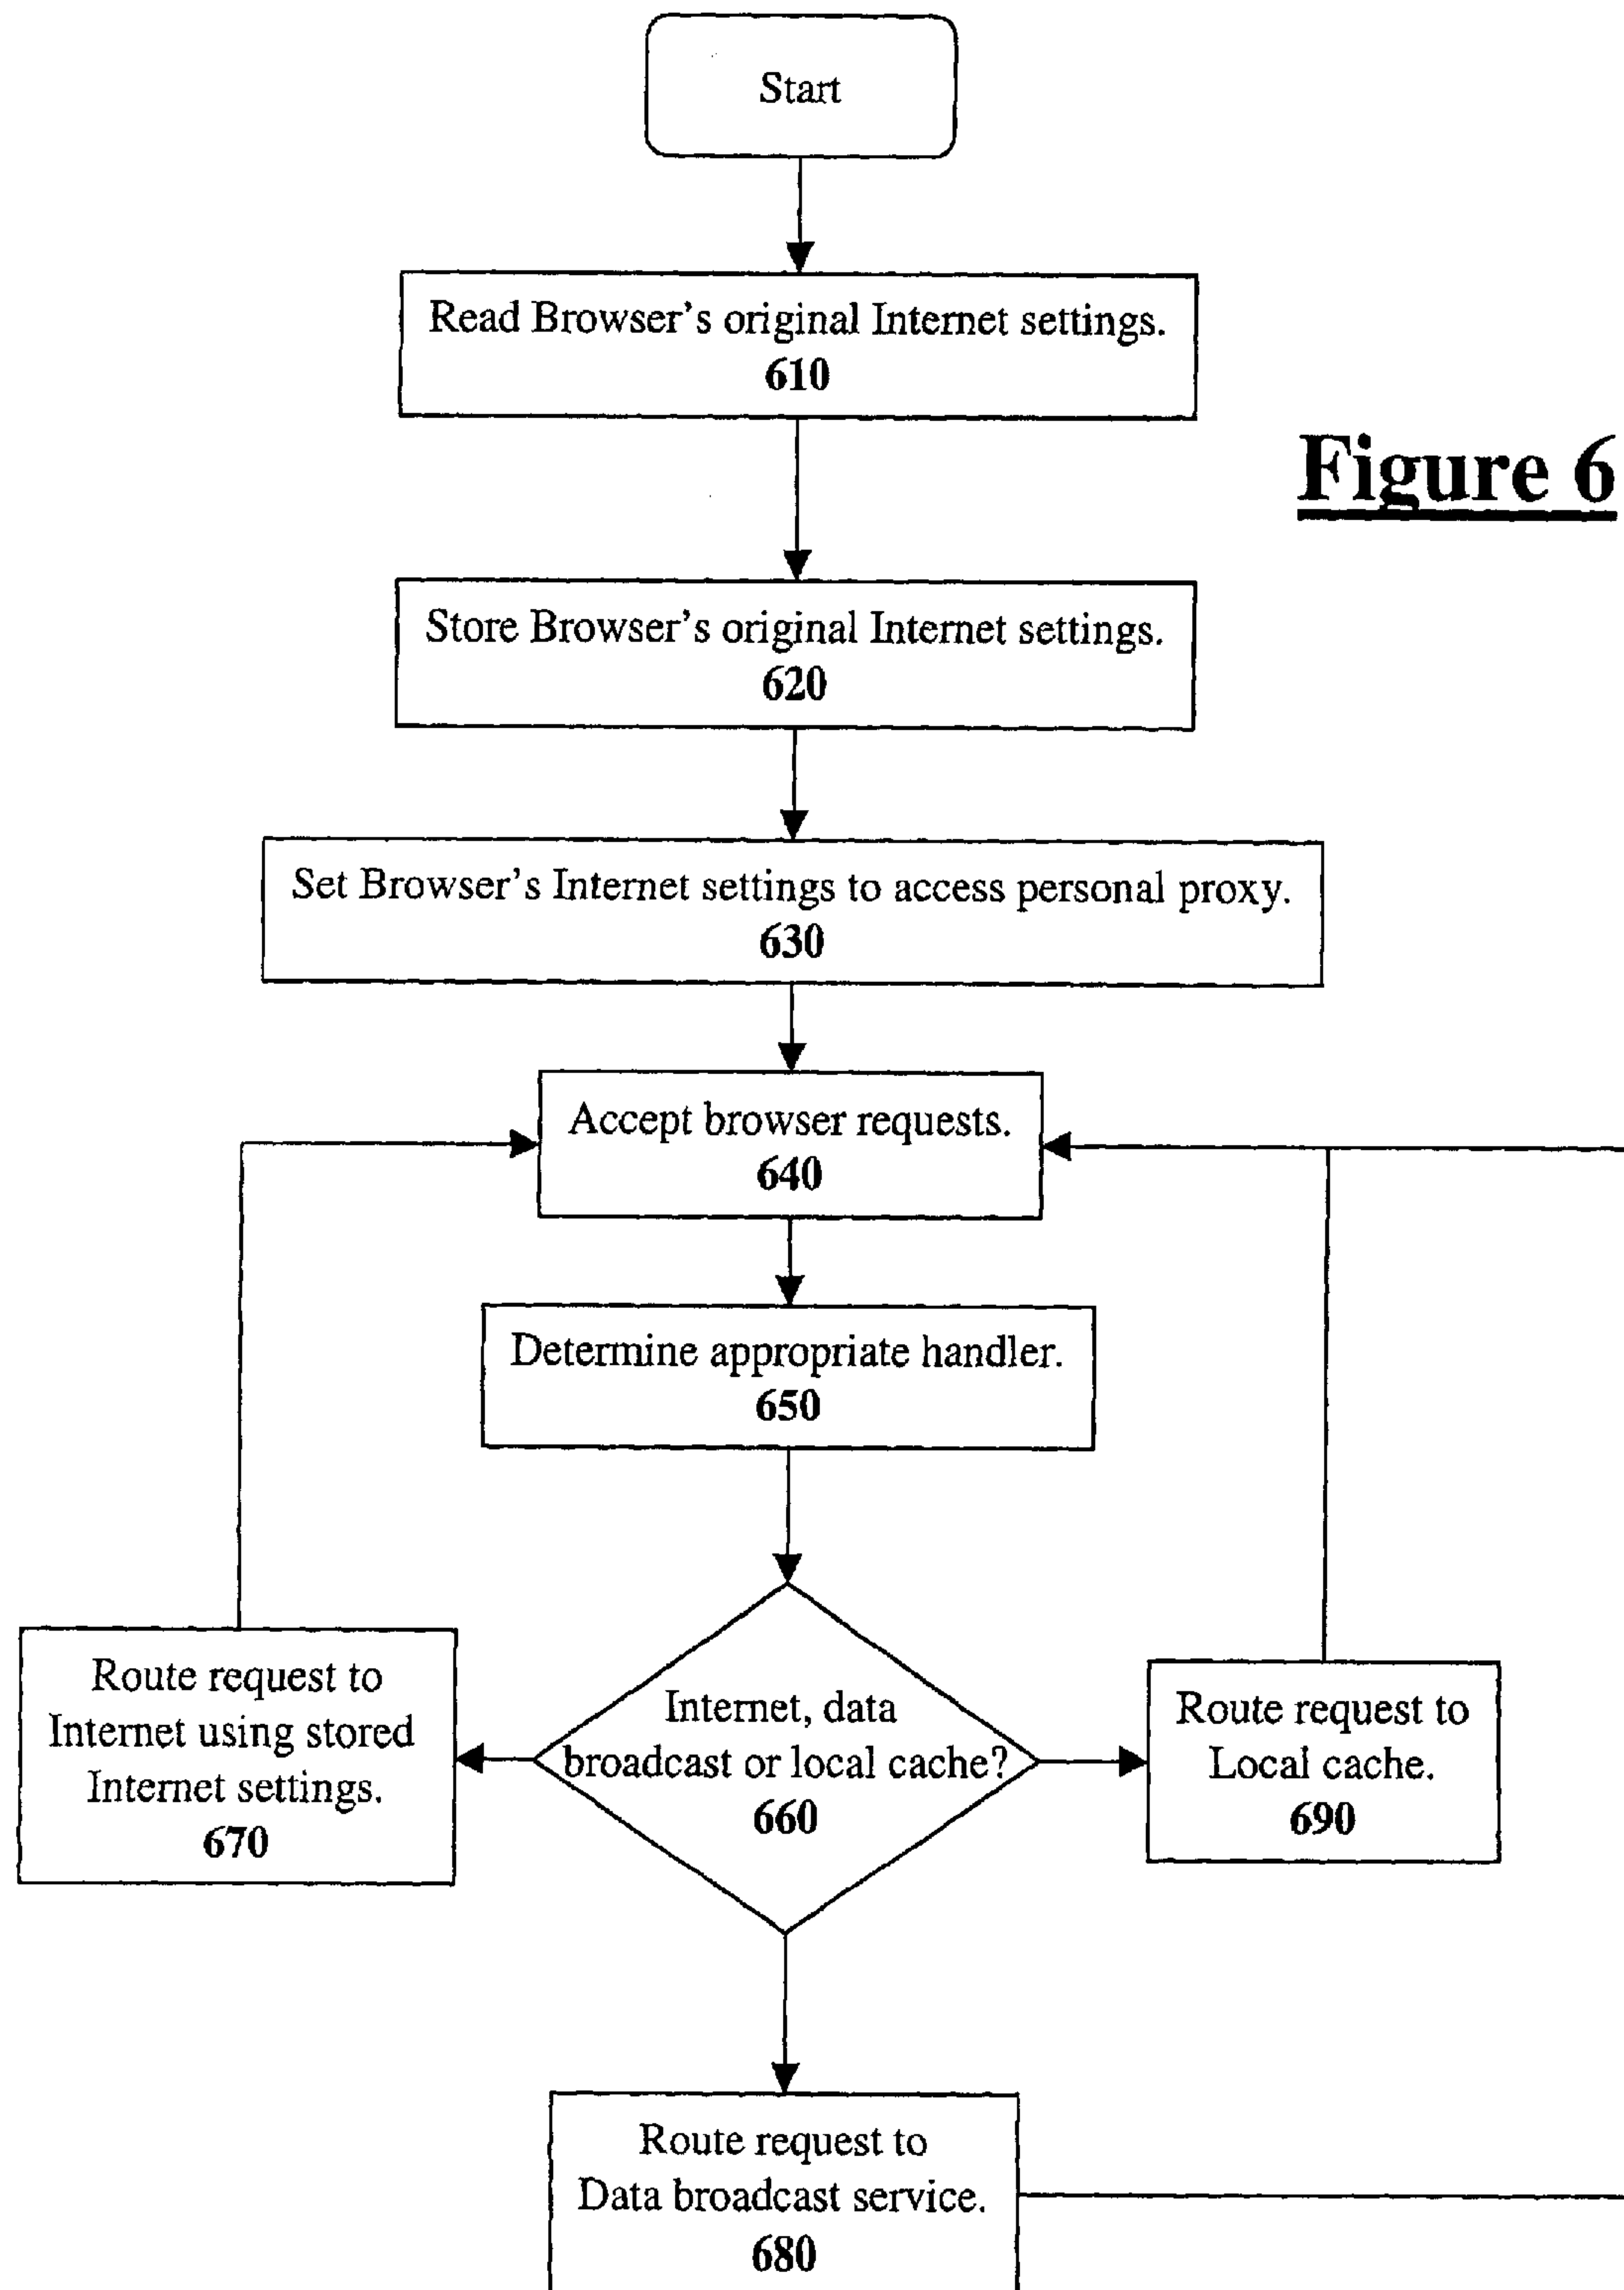 Start
Read Browser's original Internet settings.
610
Figure 6
Store Browser's original Internet settings.
620
Set Browser's Internet settings to access personal proxy.
630
Accept browser requests.
640
Determine appropriate handler.
650
Route request to
Internet using stored
Internet settings.
670
Internet, data
broadcast or local cache?
660
Route request to
Local cache.
690
Route request to
Data broadcast service.
680